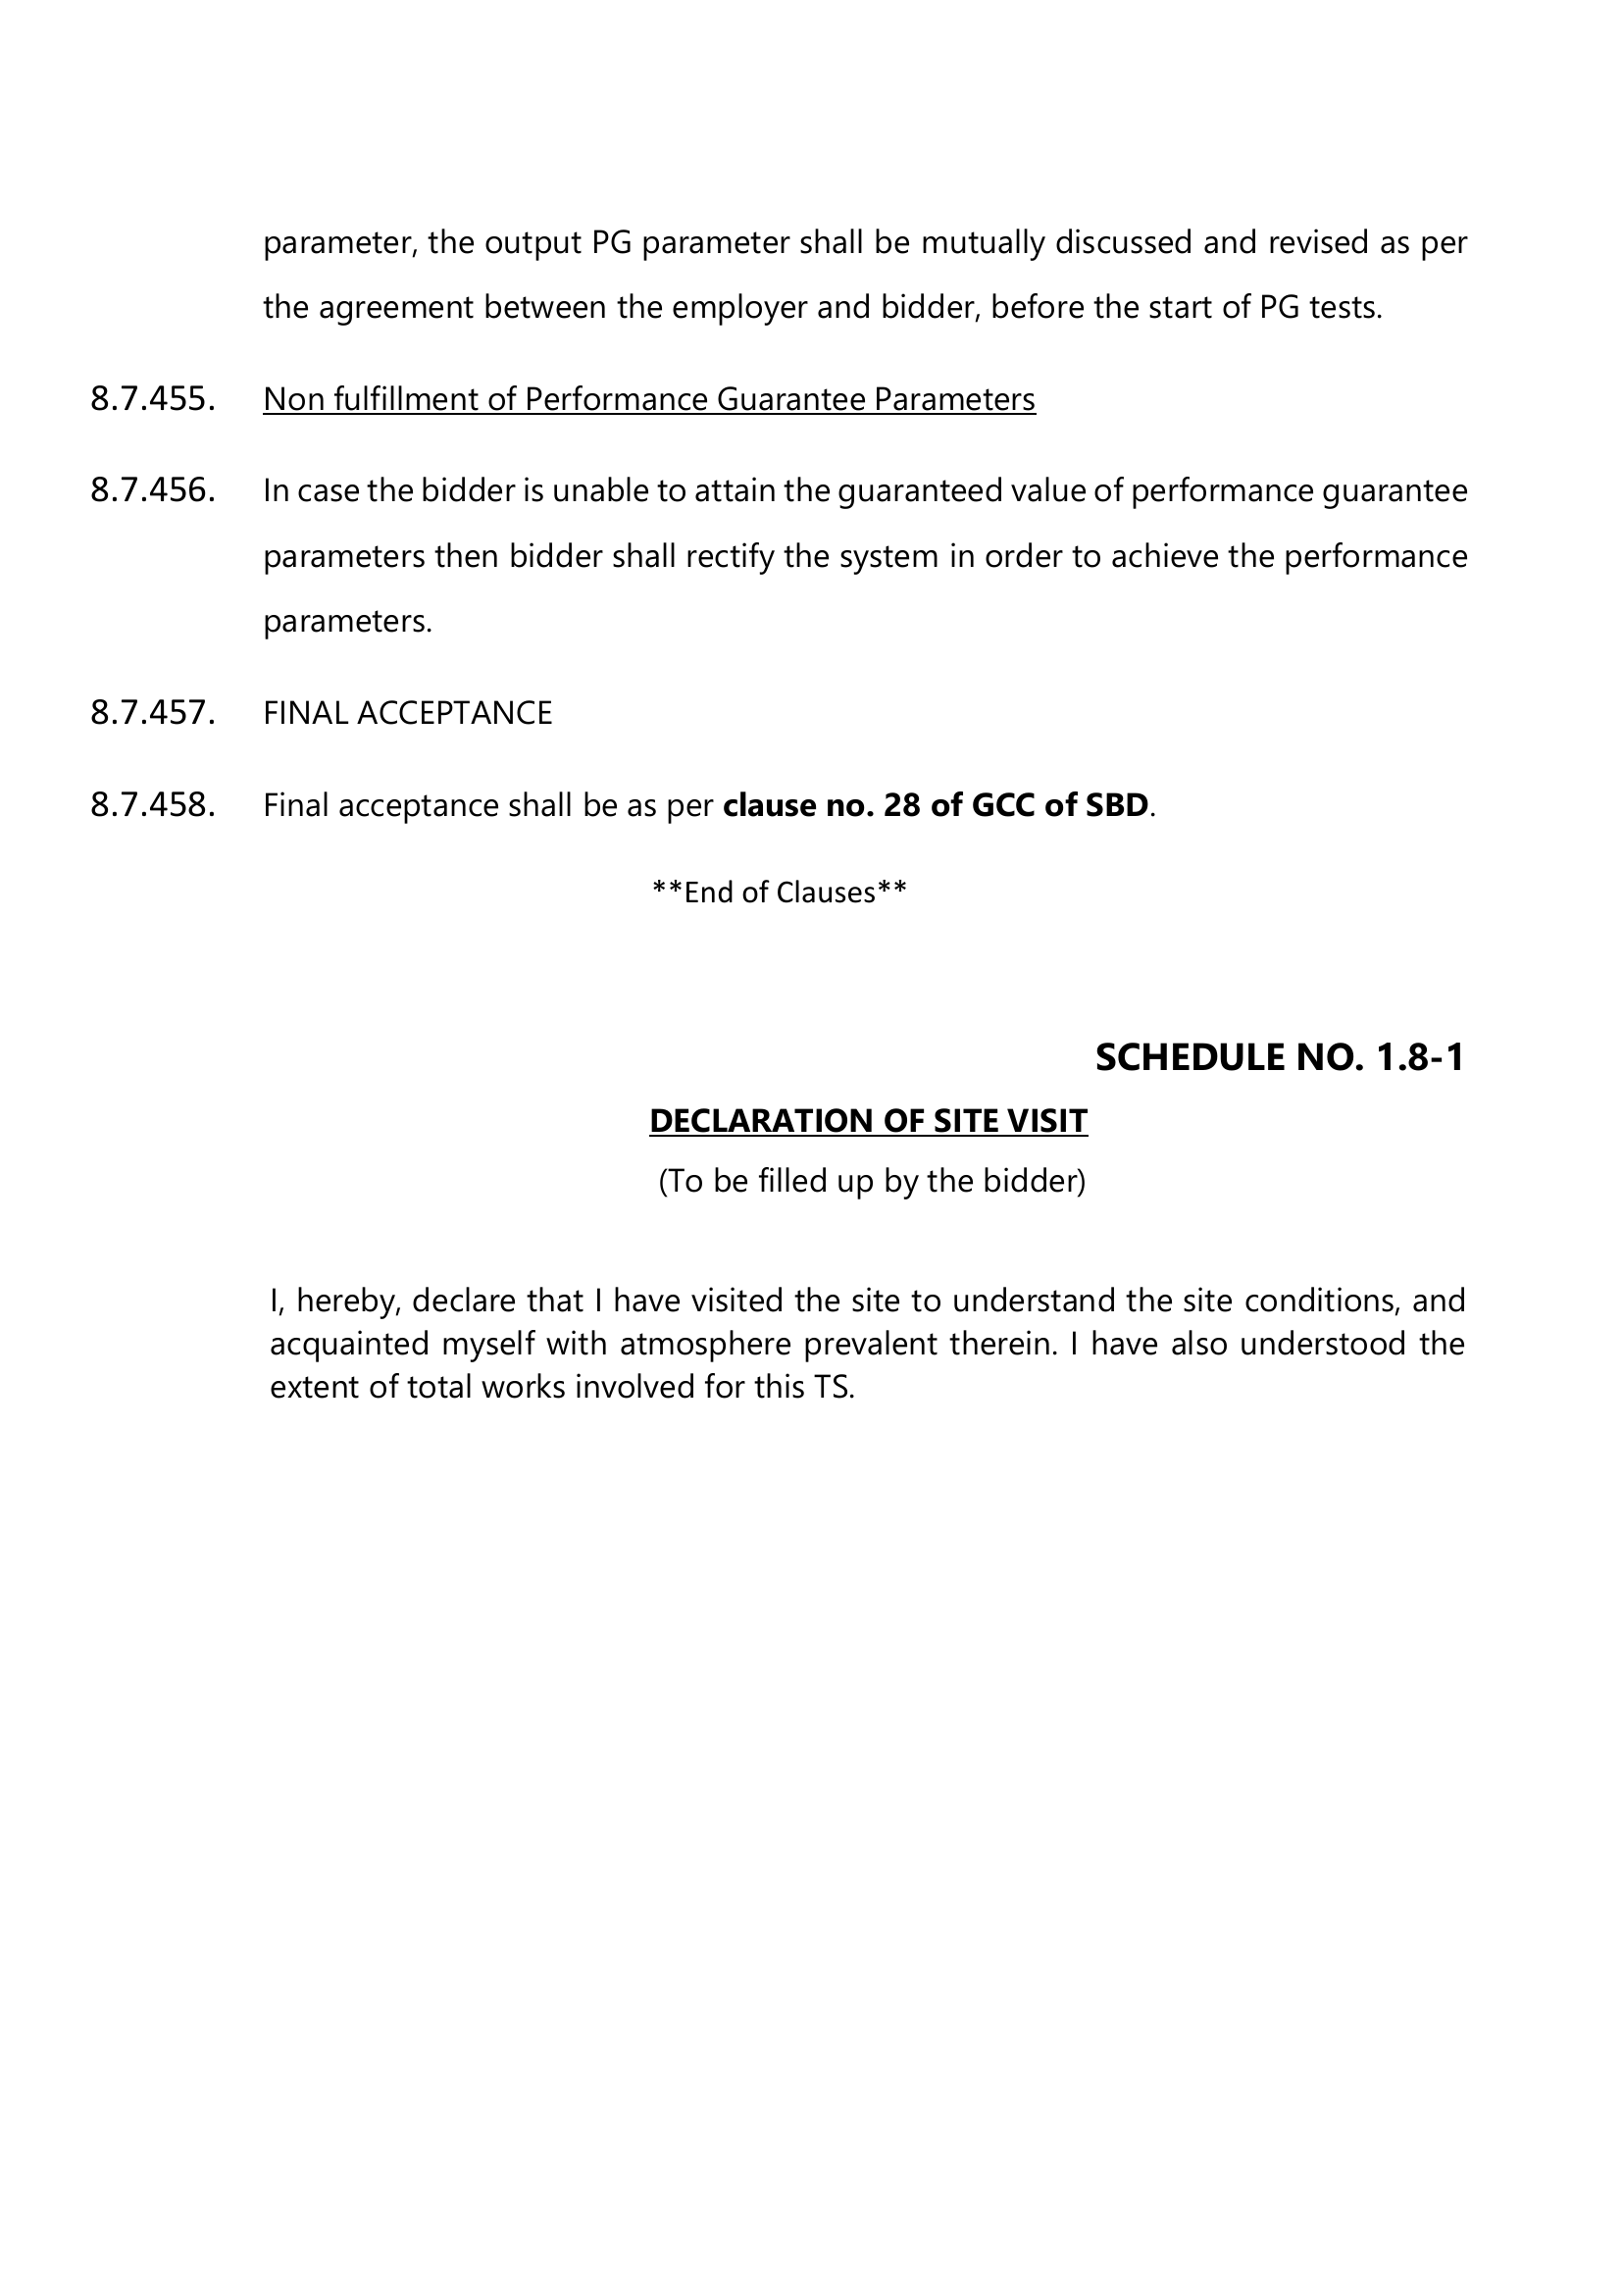 parameter, the output PG parameter shall be mutually discussed and revised as per
the agreement between the employer and bidder, before the start of PG tests.
8.7.455. Non fulfillment of Performance Guarantee Parameters
8.7.456. In case the bidder is unable to attain the guaranteed value of performance guarantee
parameters then bidder shall rectify the system in order to achieve the performance
parameters.
8.7.457. FINAL ACCEPTANCE
8.7.458. Final acceptance shall be as per clause no. 28 of GCC of SBD.
**End of Clauses**
SCHEDULE NO. 1.8-1
DECLARATION OF SITE VISIT
(To be filled up by the bidder)
I, hereby, declare that I have visited the site to understand the site conditions, and
acquainted myself with atmosphere prevalent therein. I have also understood the
extent of total works involved for this TS.